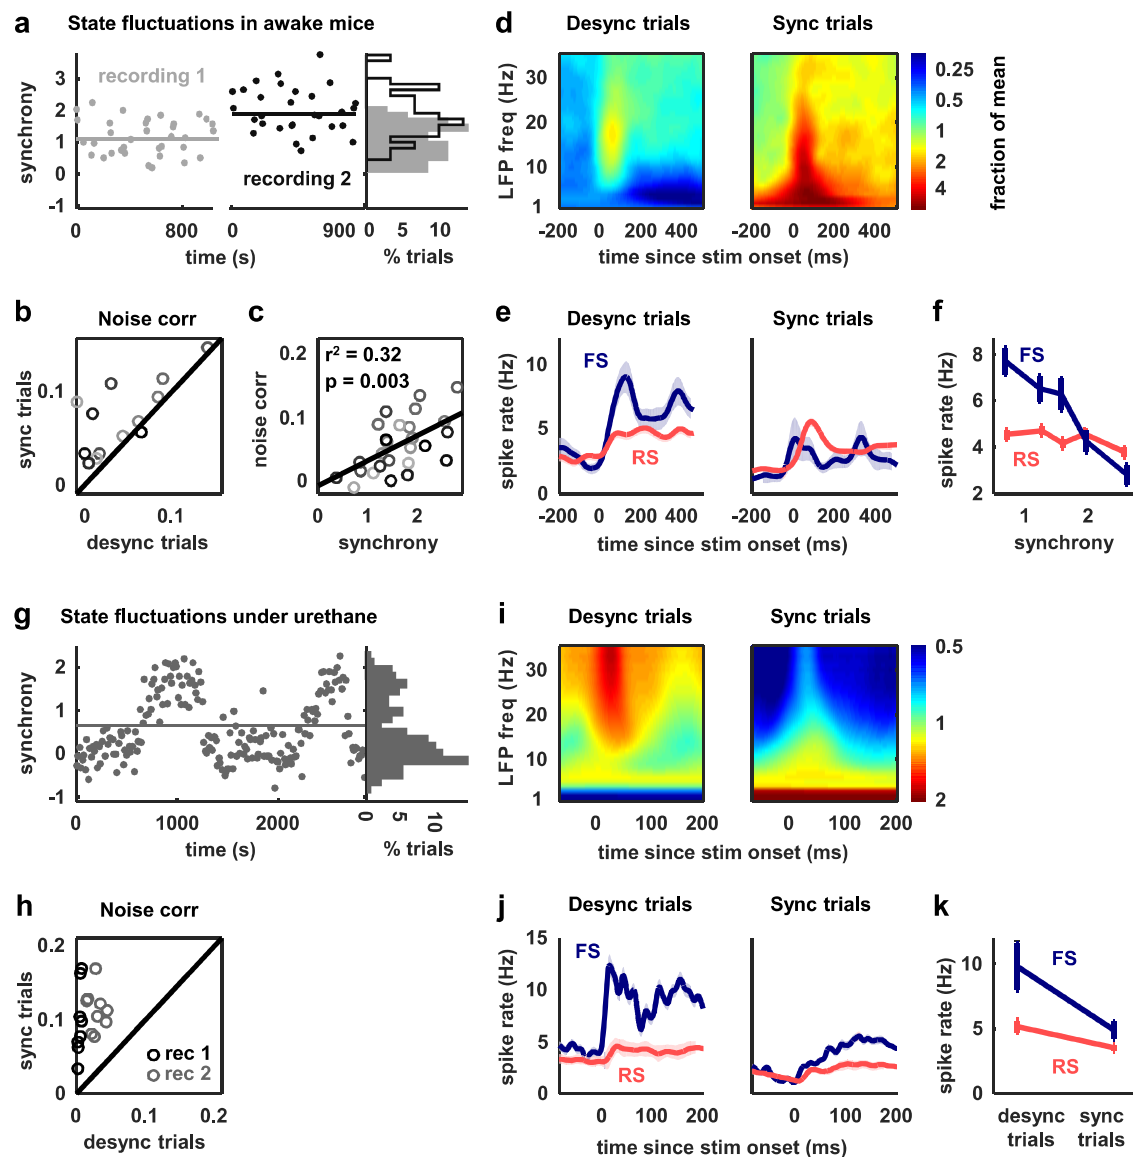 a State fluctuations in awake mice
recording 1
recording 2
synchrony
3
2
1
0
-1
0 800
time (s)
0 900
0 5 10
% trials
d Desync trials Sync trials
LFP freq (Hz)
30
20
10
1
-200 0 200 400
-200 0 200 400
time since stim onset (ms)
0.25
0.5
1
2
4
fraction of mean
b Noise corr
sync trials
0.1
0
0 0.1
desync trials
c
r² = 0.32
p = 0.003
noise corr
0.2
0.1
0
0 1 2
synchrony
e Desync trials Sync trials
FS
RS
spike rate (Hz)
10
5
0
-200 0 200 400
-200 0 200 400
time since stim onset (ms)
f
FS
RS
spike rate (Hz)
8
6
4
2
1 2
synchrony
g State fluctuations under urethane
synchrony
2
1
0
-1
0 1000 2000
time (s)
0 5 10
% trials
i Desync trials Sync trials
LFP freq (Hz)
30
20
10
1
0 100 200
0 100 200
time since stim onset (ms)
0.5
1
2
h Noise corr
sync trials
0.2
0.1
0
rec 1
rec 2
0 0.1 0.2
desync trials
j Desync trials Sync trials
FS
RS
spike rate (Hz)
15
10
5
0
0 100 200
0 100 200
time since stim onset (ms)
k
FS
RS
spike rate (Hz)
10
5
0
desync sync
trials trials